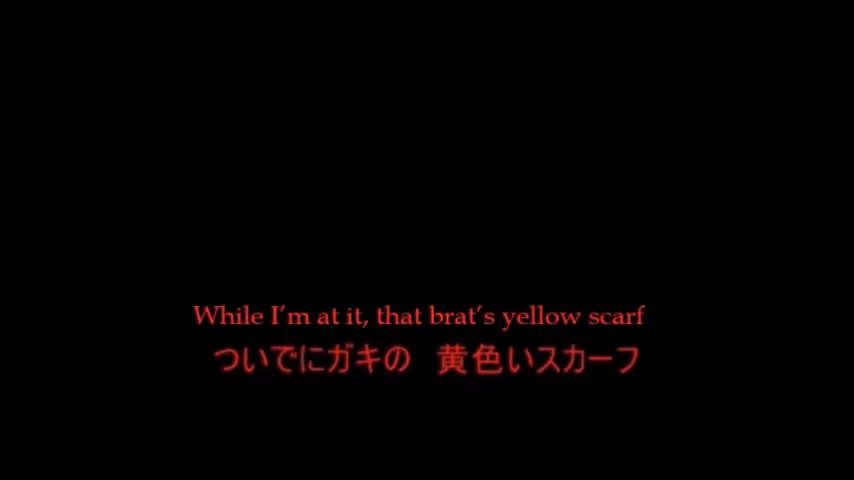 While I'm at it, that brat's yellow scarf
ついでにガキの　黄色いスカーフ